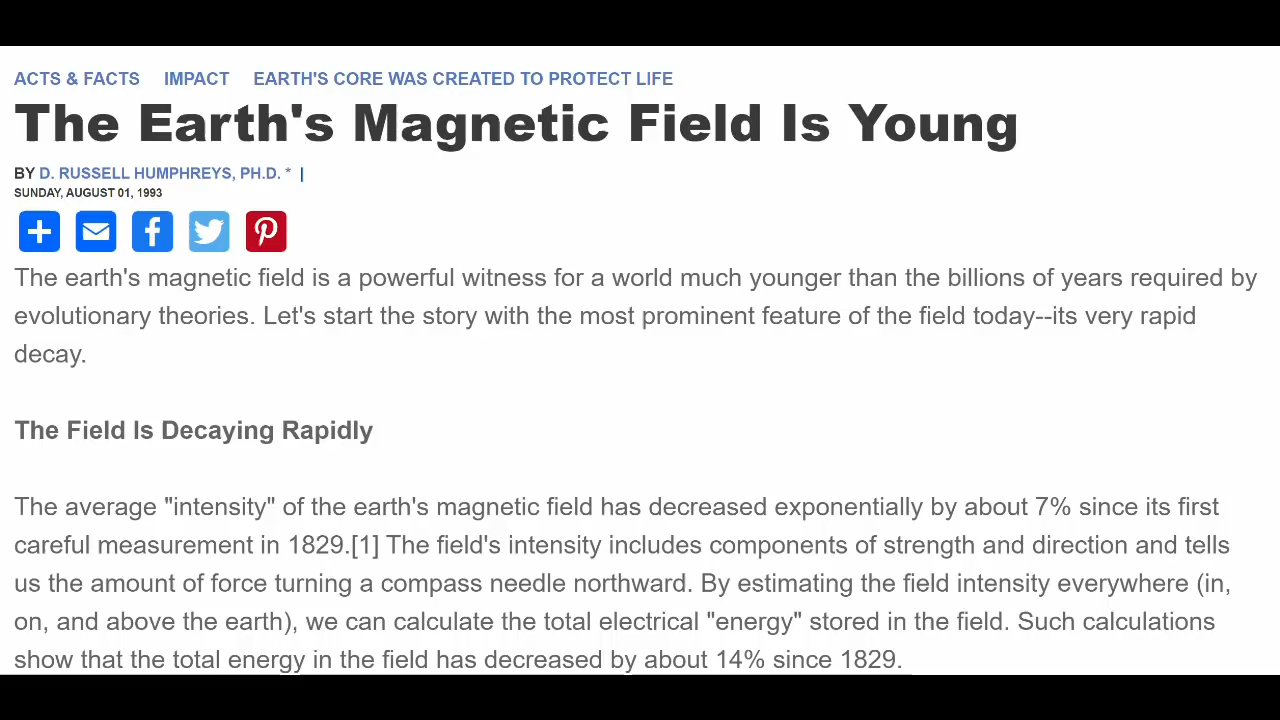 ACTS & FACTS IMPACT EARTH'S CORE WAS CREATED TO PROTECT LIFE
The Earth's Magnetic Field Is Young
BY D. RUSSELL HUMPHREYS, PH.D. * |
SUNDAY, AUGUST 01, 1993
The earth's magnetic field is a powerful witness for a world much younger than the billions of years required by
evolutionary theories. Let's start the story with the most prominent feature of the field today--its very rapid
decay.
The Field Is Decaying Rapidly
The average "intensity" of the earth's magnetic field has decreased exponentially by about 7% since its first
careful measurement in 1829.[1] The field's intensity includes components of strength and direction and tells
us the amount of force turning a compass needle northward. By estimating the field intensity everywhere (in,
on, and above the earth), we can calculate the total electrical "energy" stored in the field. Such calculations
show that the total energy in the field has decreased by about 14% since 1829.